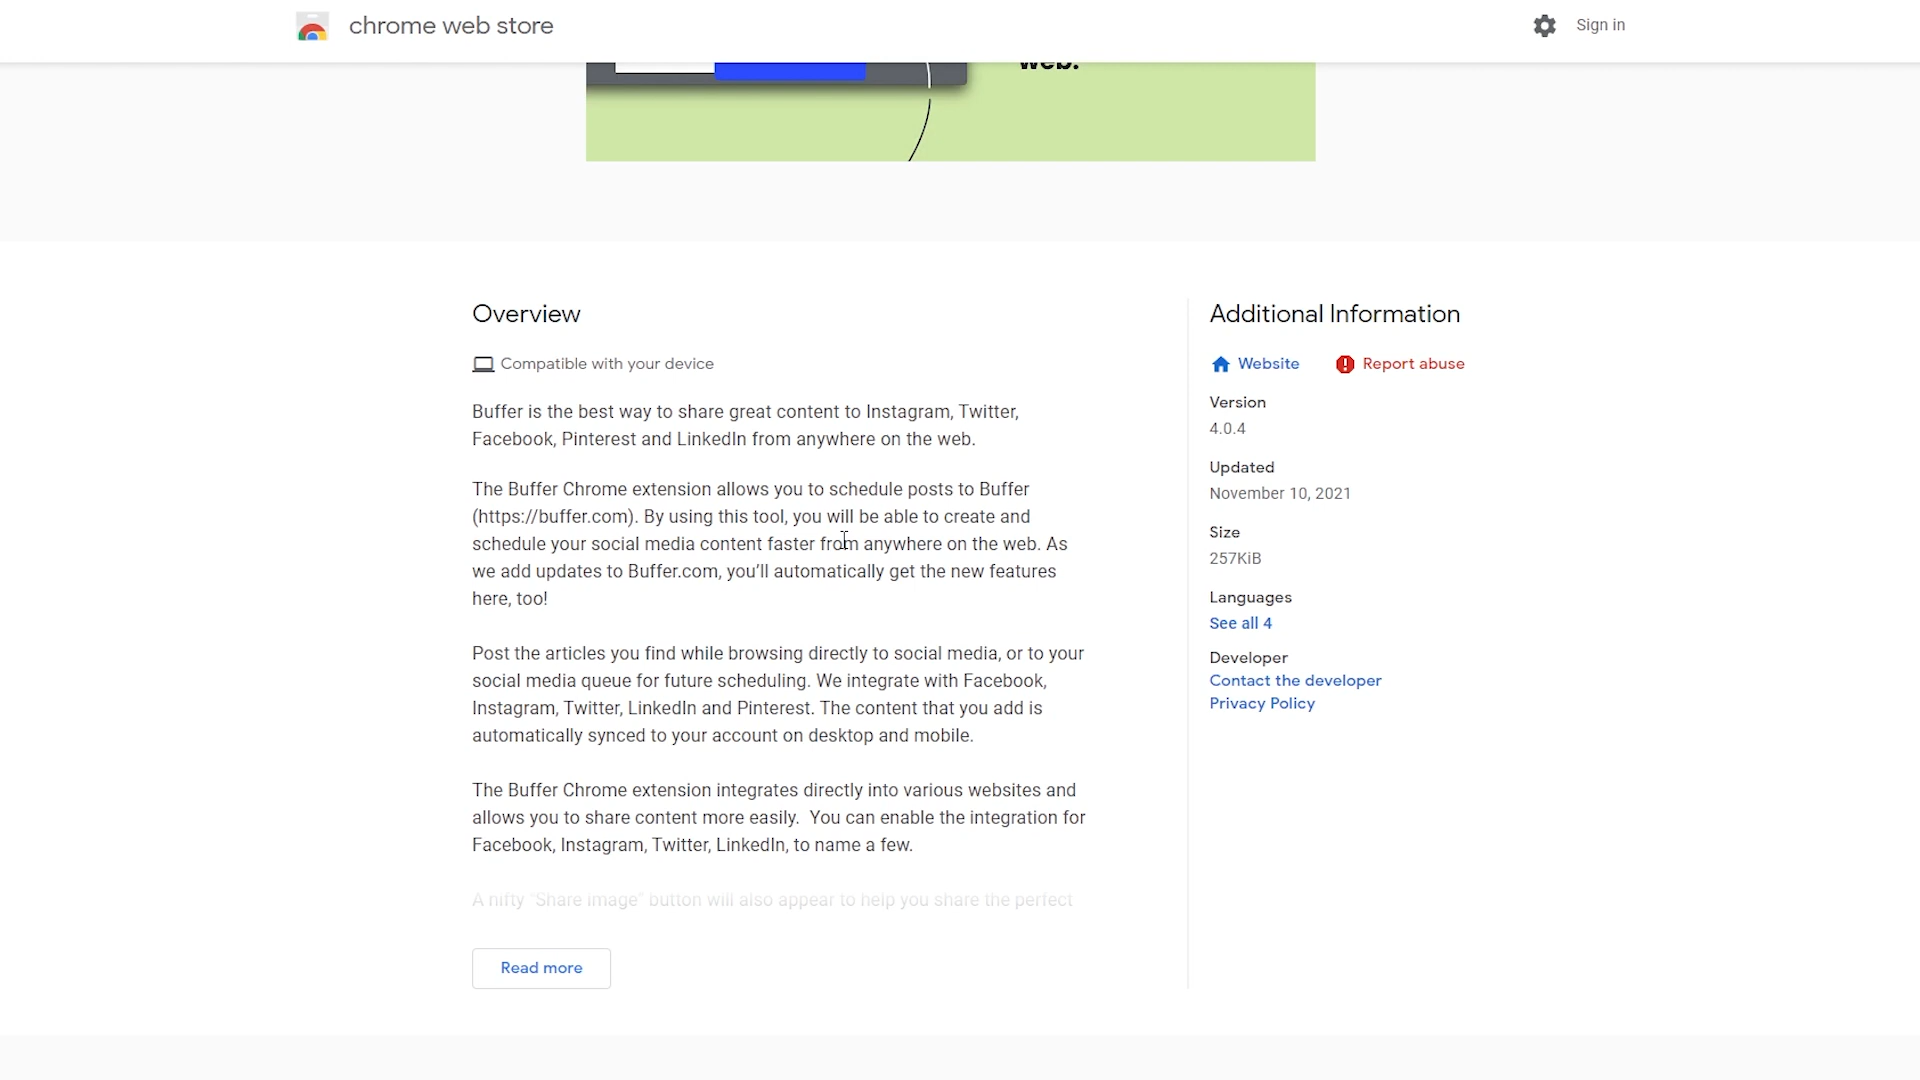 chrome web store
Sign in
web.
Overview
Compatible with your device
Buffer is the best way to share great content to Instagram, Twitter,
Facebook, Pinterest and LinkedIn from anywhere on the web.
The Buffer Chrome extension allows you to schedule posts to Buffer
(https://buffer.com). By using this tool, you will be able to create and
schedule your social media content faster from anywhere on the web. As
we add updates to Buffer.com, you’ll automatically get the new features
here, too!
Post the articles you find while browsing directly to social media, or to your
social media queue for future scheduling. We integrate with Facebook,
Instagram, Twitter, LinkedIn and Pinterest. The content that you add is
automatically synced to your account on desktop and mobile.
The Buffer Chrome extension integrates directly into various websites and
allows you to share content more easily.  You can enable the integration for
Facebook, Instagram, Twitter, LinkedIn, to name a few.
A nifty “Share Image” button will also appear to help you share the perfect
Read more
Additional Information
Website
Report abuse
Version
4.0.4
Updated
November 10, 2021
Size
257KiB
Languages
See all 4
Developer
Contact the developer
Privacy Policy